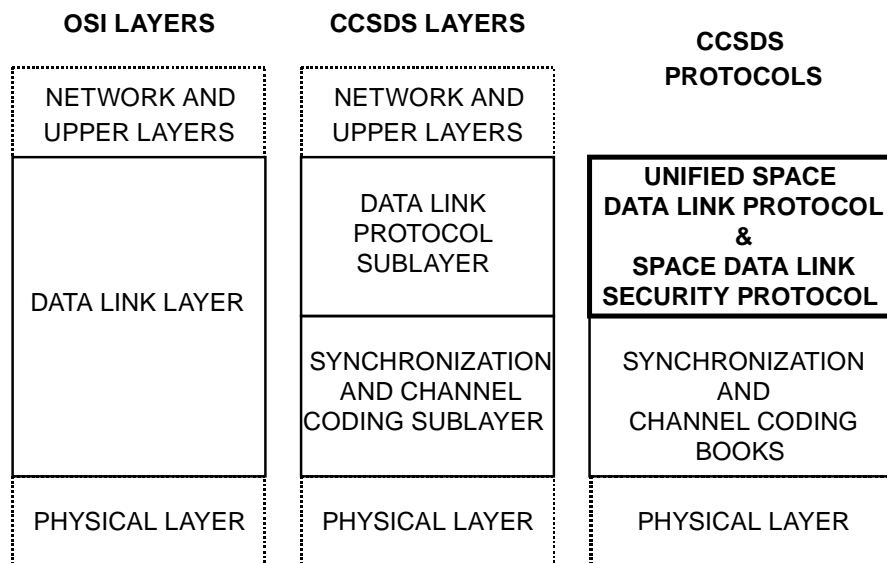 OSI LAYERS
NETWORK AND
UPPER LAYERS
DATA LINK LAYER
PHYSICAL LAYER
CCSDS LAYERS
NETWORK AND
UPPER LAYERS
DATA LINK
PROTOCOL
SUBLAYER
SYNCHRONIZATION
AND CHANNEL
CODING SUBLAYER
PHYSICAL LAYER
CCSDS
PROTOCOLS
UNIFIED SPACE
DATA LINK PROTOCOL
&
SPACE DATA LINK
SECURITY PROTOCOL
SYNCHRONIZATION
AND
CHANNEL CODING
BOOKS
PHYSICAL LAYER